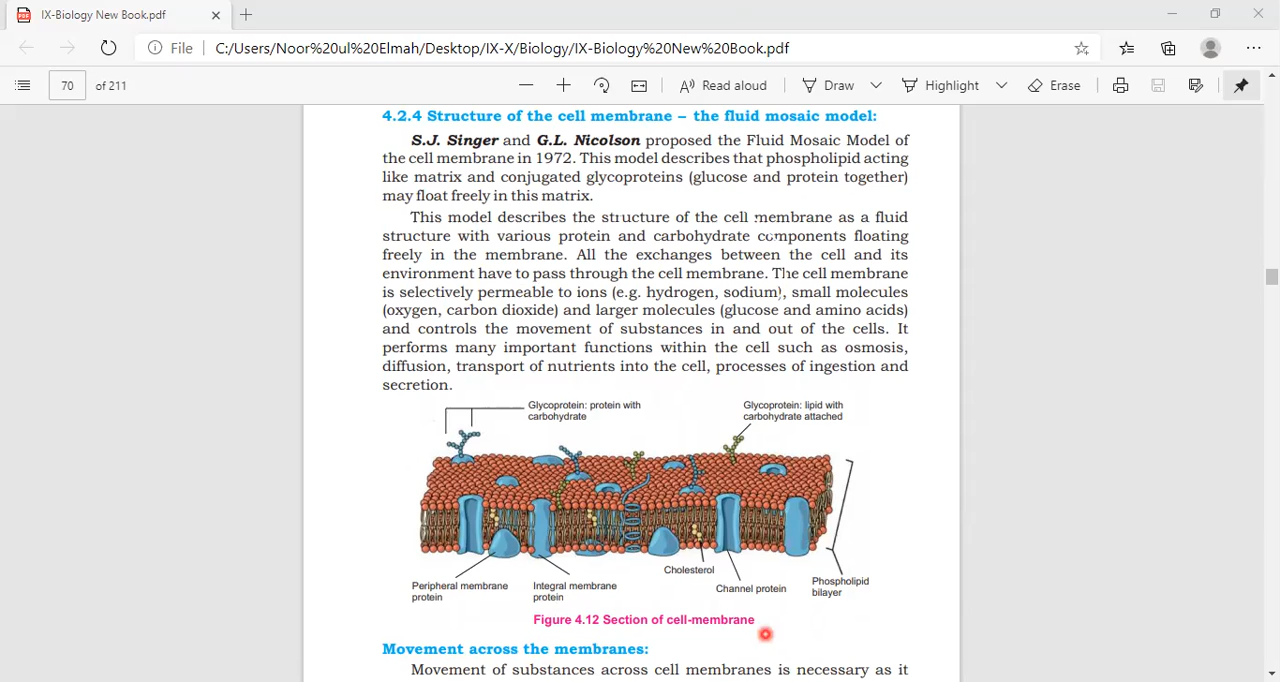 IX-Biology New Book.pdf
File
C:/Users/Noor%20ul%20Elmah/Desktop/IX-X/Biology/IX-Biology%20New%20Book.pdf
70 of 211
Read aloud
Draw
Highlight
Erase
4.2.4 Structure of the cell membrane – the fluid mosaic model:
S.J. Singer and G.L. Nicolson proposed the Fluid Mosaic Model of
the cell membrane in 1972. This model describes that phospholipid acting
like matrix and conjugated glycoproteins (glucose and protein together)
may float freely in this matrix.
This model describes the structure of the cell membrane as a fluid
structure with various protein and carbohydrate components floating
freely in the membrane. All the exchanges between the cell and its
environment have to pass through the cell membrane. The cell membrane
is selectively permeable to ions (e.g. hydrogen, sodium), small molecules
(oxygen, carbon dioxide) and larger molecules (glucose and amino acids)
and controls the movement of substances in and out of the cells. It
performs many important functions within the cell such as osmosis,
diffusion, transport of nutrients into the cell, processes of ingestion and
secretion.
Glycoprotein: protein with
carbohydrate
Glycoprotein: lipid with
carbohydrate attached
Peripheral membrane
protein
Integral membrane
protein
Cholesterol
Channel protein
Phospholipid
bilayer
Figure 4.12 Section of cell-membrane
Movement across the membranes:
Movement of substances across cell membranes is necessary as it